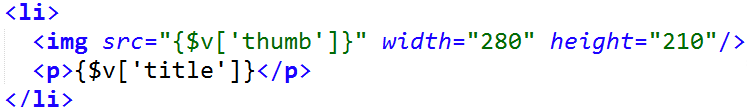 <li>
  <img src="{$v['thumb']}" width="280" height="210"/>
  <p>{$v['title']}</p>
</li>